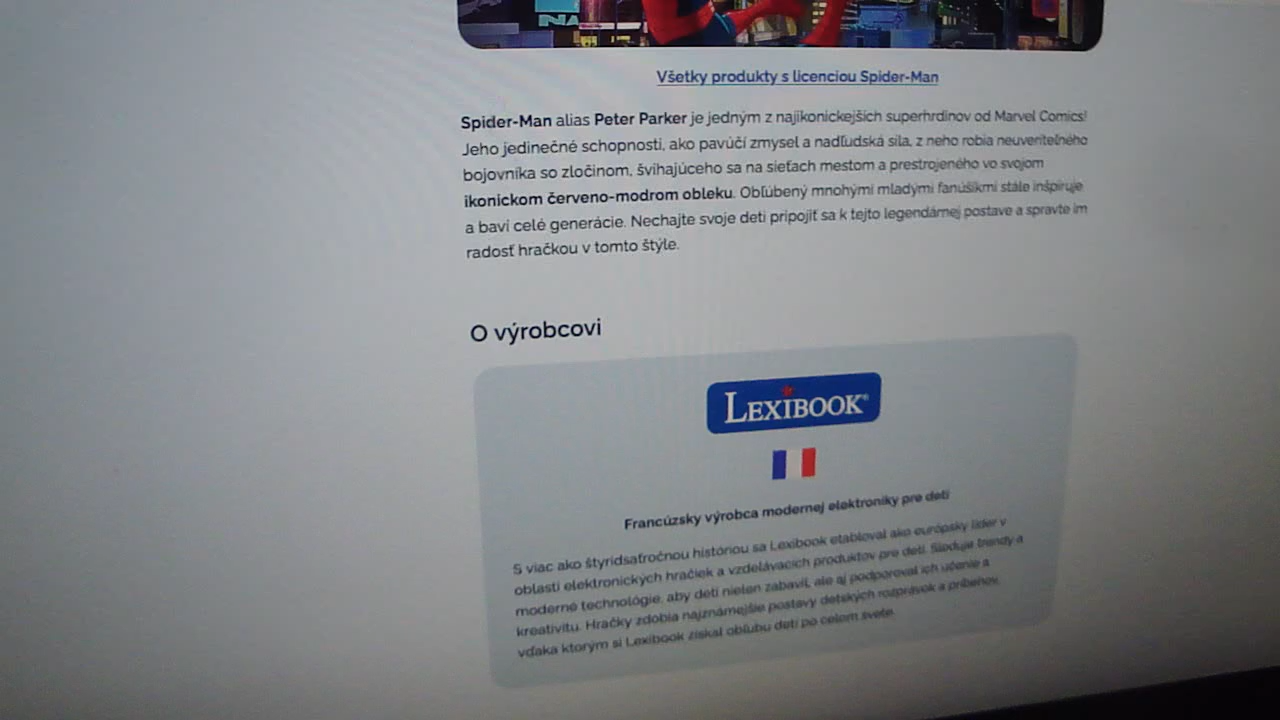 NA
Všetky produkty s licenciou Spider-Man
Spider-Man alias Peter Parker je jedným z najikonickejších superhrdinov od Marvel Comics!
Jeho jedinečné schopnosti, ako pavúčí zmysel a nadľudská sila, z neho robia neuveriteľného
bojovníka so zločinom, švihajúceho sa na sieťach mestom a prestrojeného vo svojom
ikonickom červeno-modrom obleku. Obľúbený mnohými mladými fanúšikmi stále inšpiruje
a baví celé generácie. Nechajte svoje deti pripojiť sa k tejto legendárnej postave a spravte im
radosť hračkou v tomto štýle.
O výrobcovi
LEXIBOOK®
Francúzsky výrobca modernej elektroniky pre deti
S viac ako štyridsaťročnou históriou sa Lexibook etabloval ako európsky líder v
oblasti elektronických hračiek a vzdelávacích produktov pre deti. Sleduje trendy a
moderné technológie, aby deti nielen zabavil, ale aj podporoval ich učenie a
kreativitu. Hračky zdobia najznámejšie postavy detských rozprávok a príbehov,
vďaka ktorým si Lexibook získal obľubu detí po celom svete.